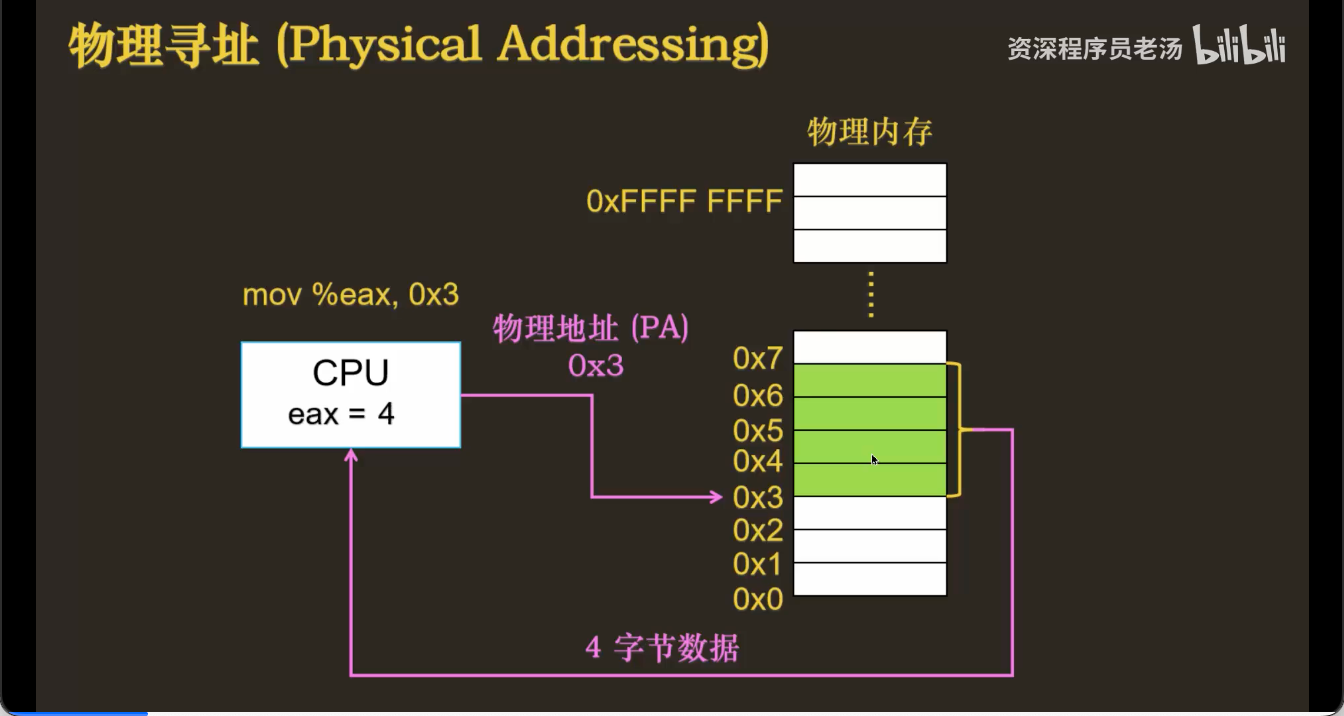 物理寻址 (Physical Addressing)
资深程序员老汤 bilibili
物理内存
0xFFFF FFFF
mov %eax, 0x3
物理地址 (PA)
0x3
CPU
eax = 4
0x7
0x6
0x5
0x4
0x3
0x2
0x1
0x0
4 字节数据